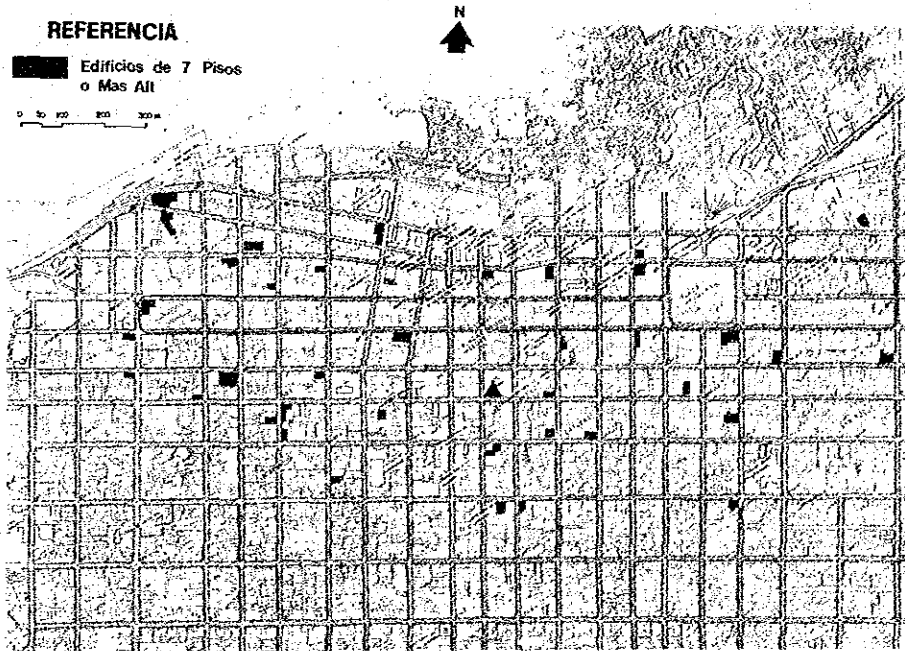 N
REFERENCIA
Edificios de 7 Pisos
o Mas Alt
0 50 100 200 300 m